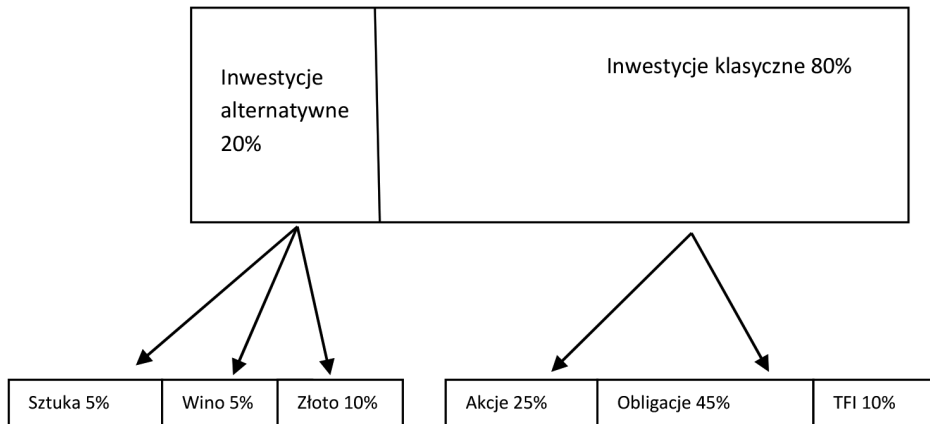 Inwestycje
alternatywne
20%
Inwestycje klasyczne 80%
Sztuka 5%
Wino 5%
Złoto 10%
Akcje 25%
Obligacje 45%
TFI 10%